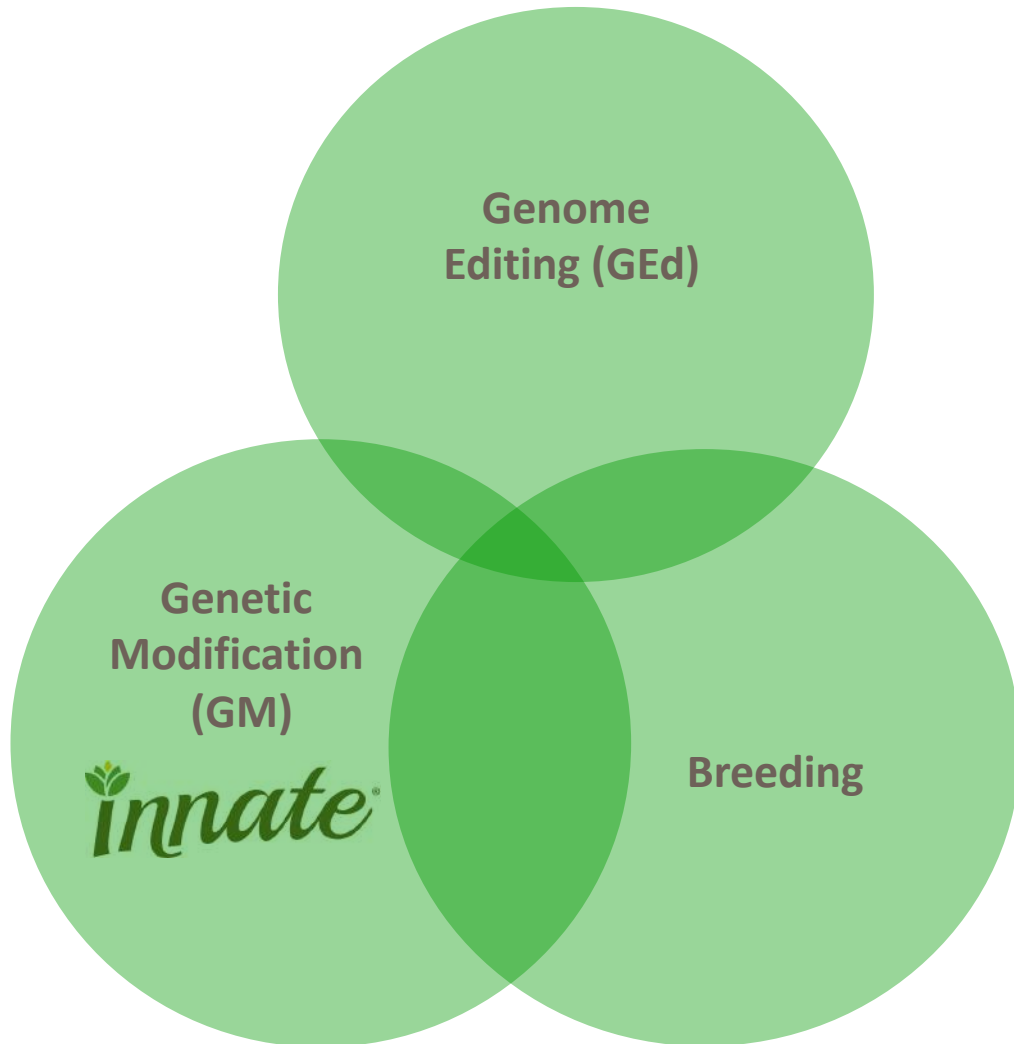 Genome
Editing (GEd)
Genetic
Modification
(GM)
innate®
Breeding